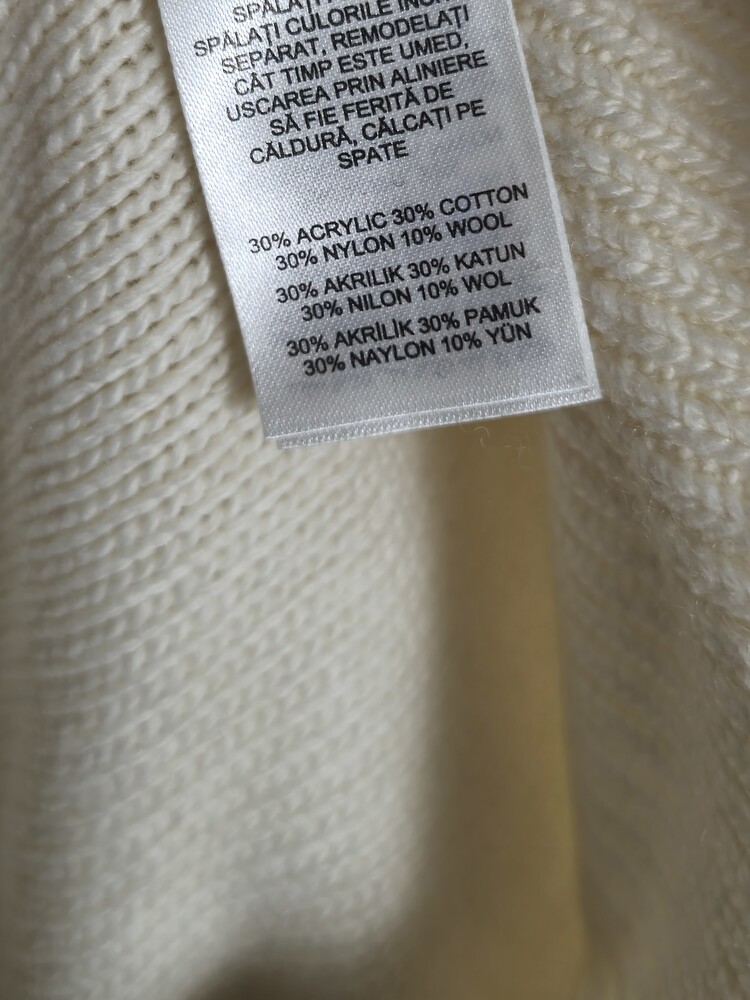 SPĂLAȚI
SPĂLAȚI CULORILE
SEPARAT, REMODELAȚI
CÂT TIMP ESTE UMED,
USCAREA PRIN ALINIERE
SĂ FIE FERITĂ DE
CĂLDURĂ, CĂLCAȚI PE
SPATE
30% ACRYLIC 30% COTTON
30% NYLON 10% WOOL
30% AKRILIK 30% KATUN
30% NILON 10% WOL
30% AKRİLİK 30% PAMUK
30% NAYLON 10% YÜN